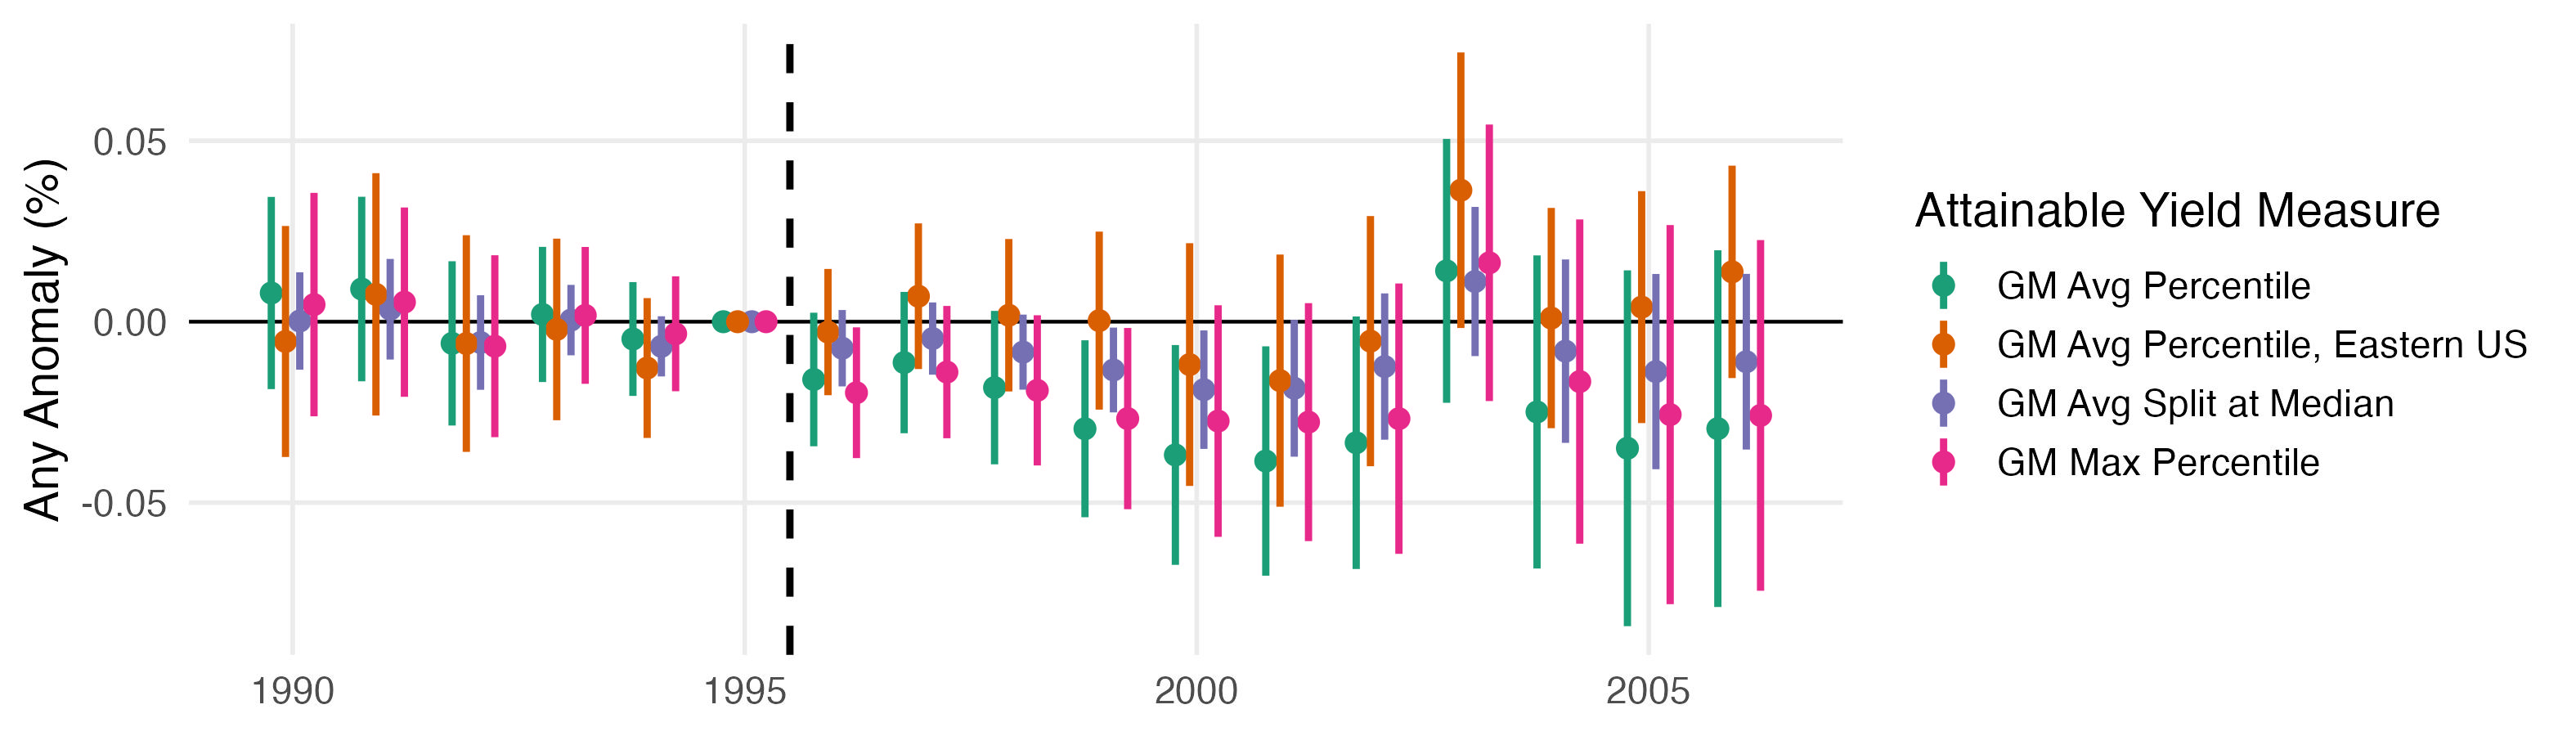 Any Anomaly (%)
0.05
0.00
-0.05
1990
1995
2000
2005
Attainable Yield Measure
GM Avg Percentile
GM Avg Percentile, Eastern US
GM Avg Split at Median
GM Max Percentile